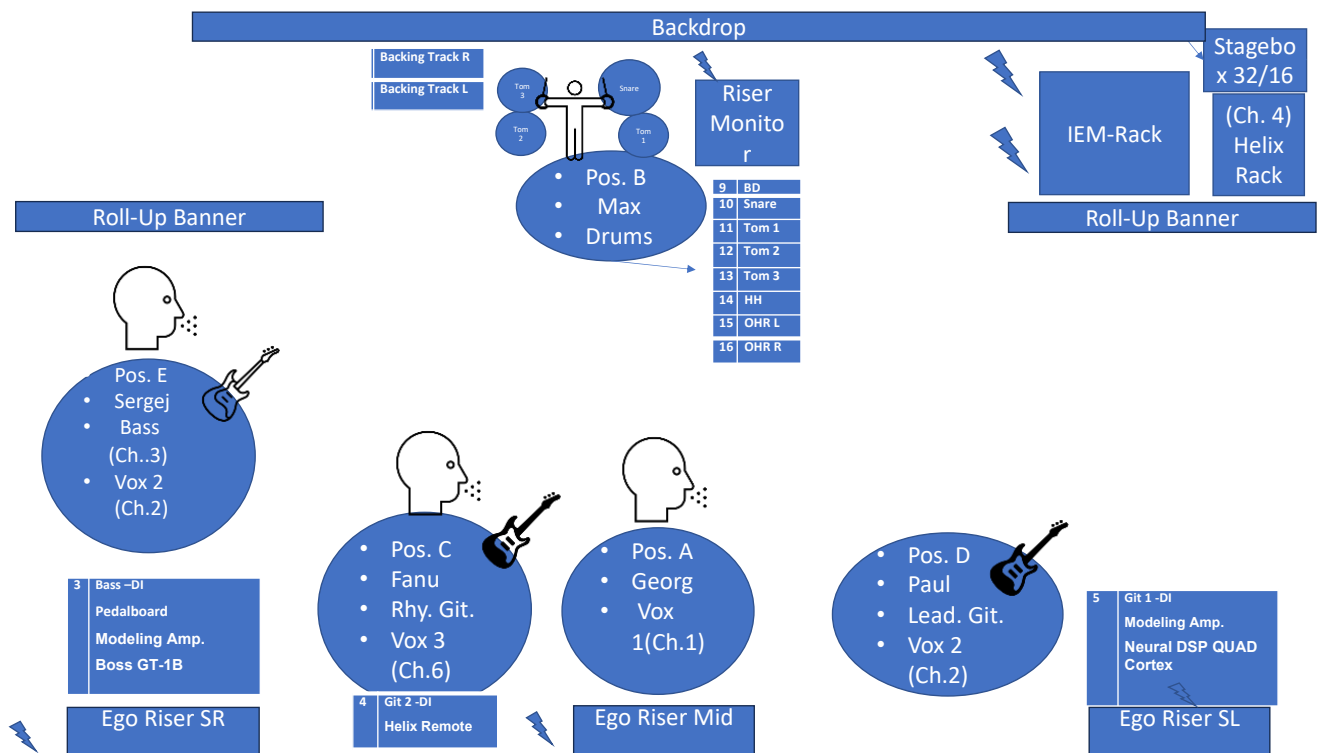 Backdrop
Backing Track R
Backing Track L
Tom
3
Snare
Tom
2
Tom
1
Riser
Monito
r
IEM-Rack
Stagebo
x 32/16
(Ch. 4)
Helix
Rack
Roll-Up Banner
Roll-Up Banner
• Pos. B
• Max
• Drums
9 BD
10 Snare
11 Tom 1
12 Tom 2
13 Tom 3
14 HH
15 OHR L
16 OHR R
Pos. E
• Sergej
• Bass
(Ch..3)
• Vox 2
(Ch.2)
• Pos. C
• Fanu
• Rhy. Git.
• Vox 3
(Ch.6)
• Pos. A
• Georg
• Vox
1(Ch.1)
• Pos. D
• Paul
• Lead. Git.
• Vox 2
(Ch.2)
3 Bass –DI
Pedalboard
Modeling Amp.
Boss GT-1B
4 Git 2 -DI
Helix Remote
5 Git 1 -DI
Modeling Amp.
Neural DSP QUAD
Cortex
Ego Riser SR
Ego Riser Mid
Ego Riser SL